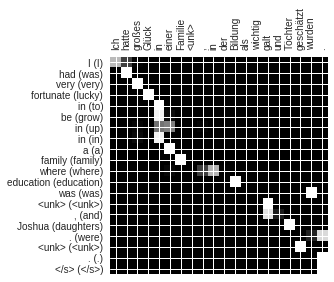 Ich
hatte
großes
Glück
in
einer
Familie
<unk>
,
in
der
Bildung
als
wichtig
galt
und
Töchter
geschätzt
wurden
.
I (I)
had (was)
very (very)
fortunate (lucky)
in (to)
be (grow)
in (up)
in (in)
a (a)
family (family)
where (where)
education (education)
was (was)
<unk> (<unk>)
, (and)
Joshua (daughters)
. (were)
<unk> (<unk>)
. (.)
</s> (</s>)